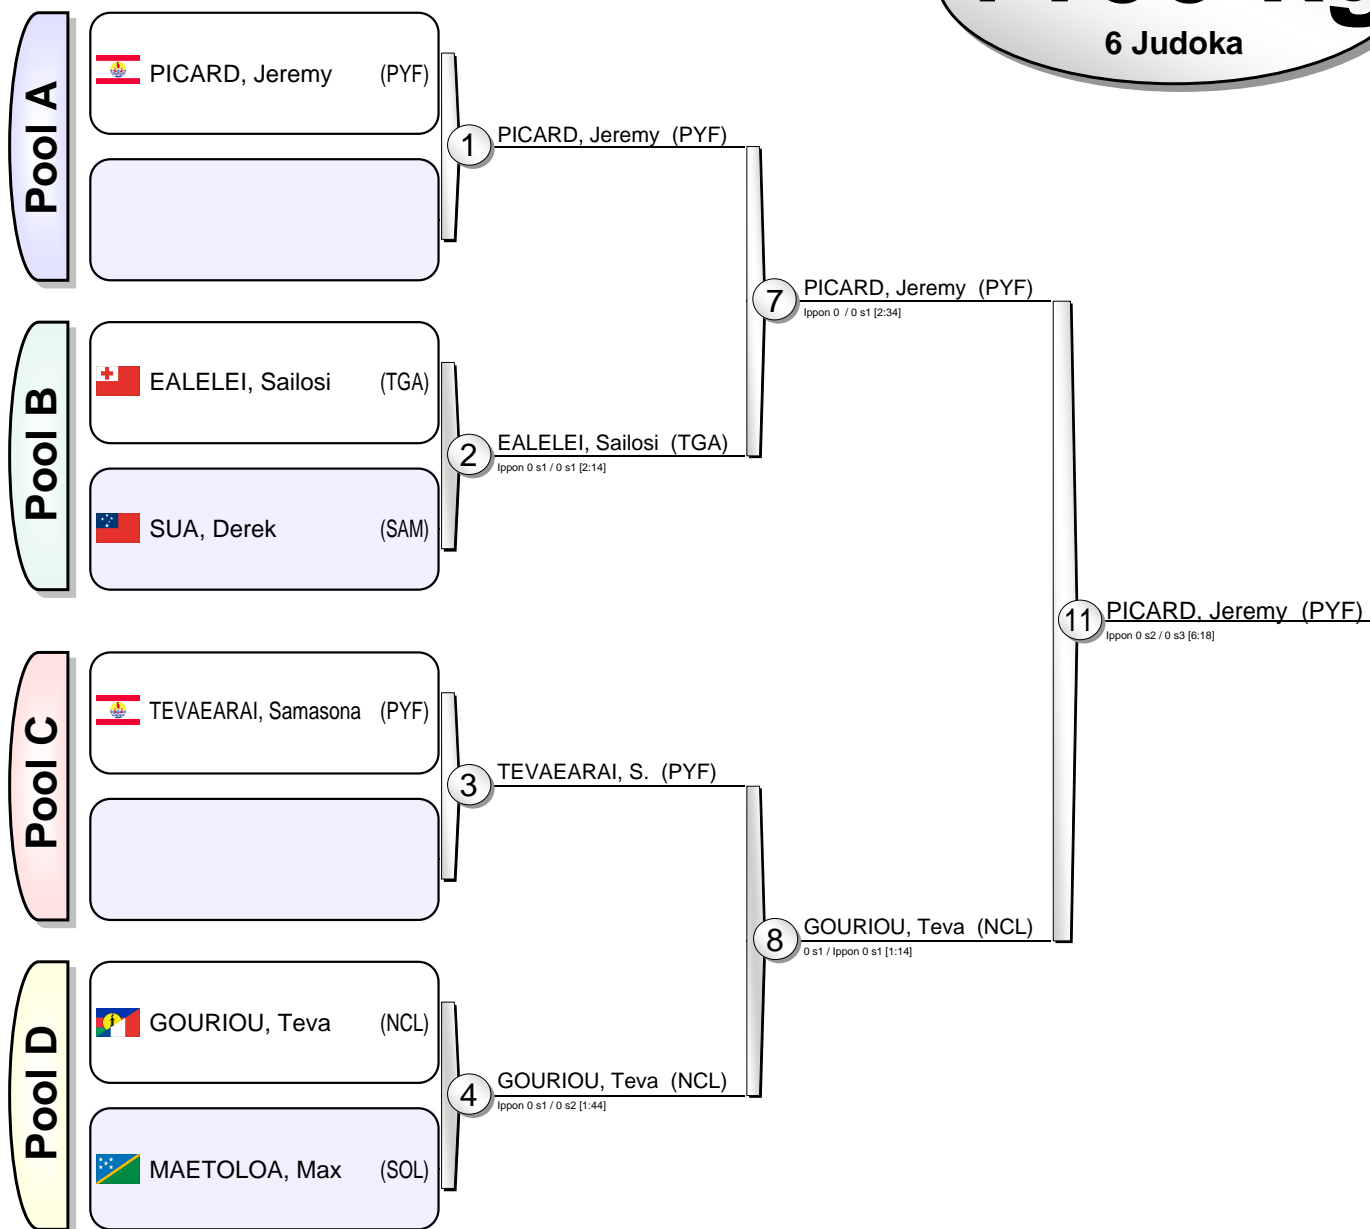 6 Judoka
Pool A
PICARD, Jeremy (PYF)
1
PICARD, Jeremy (PYF)
7
PICARD, Jeremy (PYF)
Ippon 0 / 0 s1 [2:34]
Pool B
EALELEI, Sailosi (TGA)
2
EALELEI, Sailosi (TGA)
Ippon 0 s1 / 0 s1 [2:14]
SUA, Derek (SAM)
11
PICARD, Jeremy (PYF)
Ippon 0 s2 / 0 s3 [6:18]
Pool C
TEVAEARAI, Samasona (PYF)
3
TEVAEARAI, S. (PYF)
8
GOURIOU, Teva (NCL)
0 s1 / Ippon 0 s1 [1:14]
Pool D
GOURIOU, Teva (NCL)
4
GOURIOU, Teva (NCL)
Ippon 0 s1 / 0 s2 [1:44]
MAETOLOA, Max (SOL)